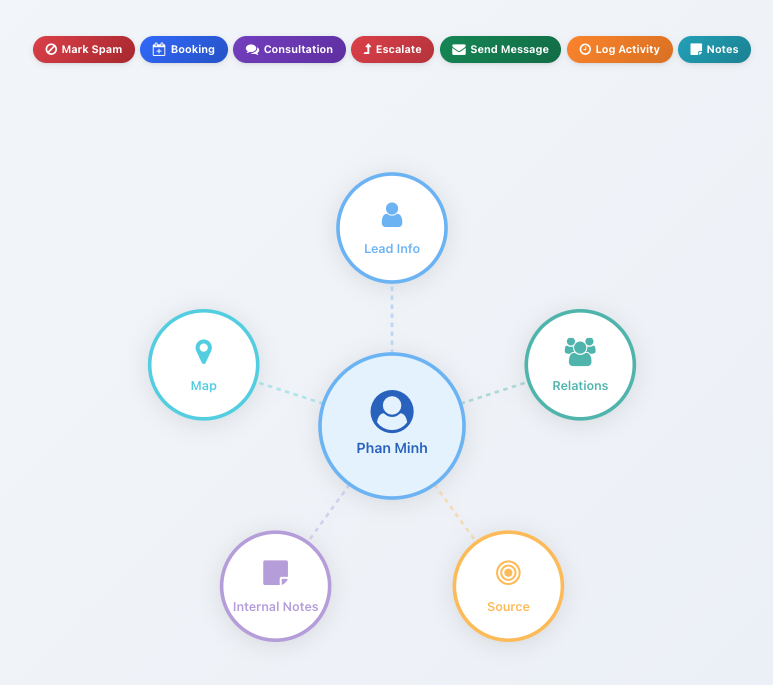 Mark Spam
Booking
Consultation
Escalate
Send Message
Log Activity
Notes
Lead Info
Map
Relations
Phan Minh
Internal Notes
Source